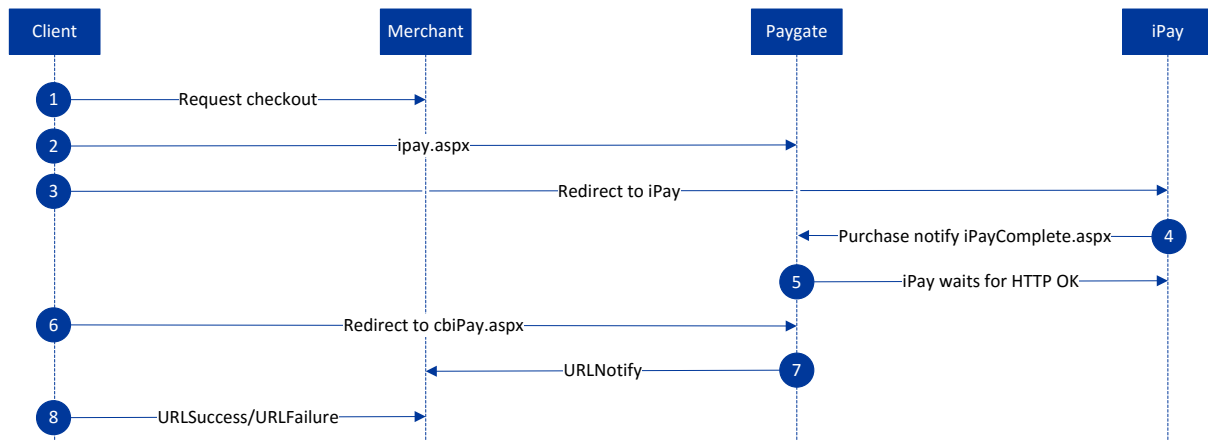 Client
Merchant
Paygate
iPay
1
Request checkout
2
ipay.aspx
3
Redirect to iPay
Purchase notify iPayComplete.aspx
4
5
iPay waits for HTTP OK
6
Redirect to cbiPay.aspx
URLNotify
7
8
URLSuccess/URLFailure